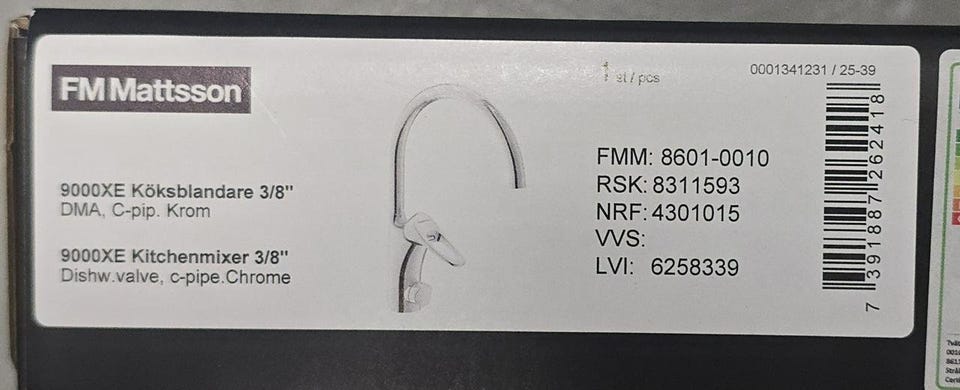 FM Mattsson
9000XE Köksblandare 3/8"
DMA, C-pip. Krom
9000XE Kitchenmixer 3/8"
Dishw.valve, c-pipe.Chrome
1 st / pcs
0001341231 / 25-39
FMM: 8601-0010
RSK: 8311593
NRF: 4301015
VVS:
LVI: 6258339
7 391887 262418